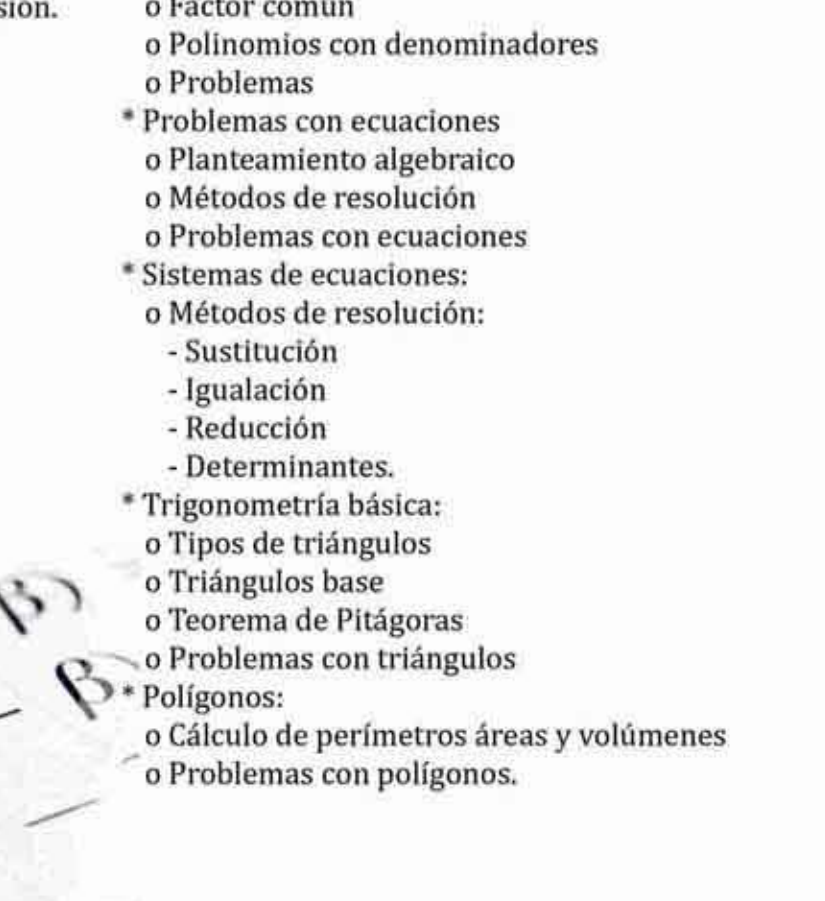 sión.
o Factor común
o Polinomios con denominadores
o Problemas
* Problemas con ecuaciones
o Planteamiento algebraico
o Métodos de resolución
o Problemas con ecuaciones
* Sistemas de ecuaciones:
o Métodos de resolución:
- Sustitución
- Igualación
- Reducción
- Determinantes.
* Trigonometría básica:
o Tipos de triángulos
o Triángulos base
o Teorema de Pitágoras
o Problemas con triángulos
* Polígonos:
o Cálculo de perímetros áreas y volúmenes
o Problemas con polígonos.
β)
- β